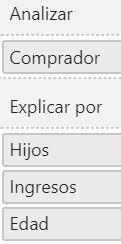 Analizar
Comprador
Explicar por
Hijos
Ingresos
Edad